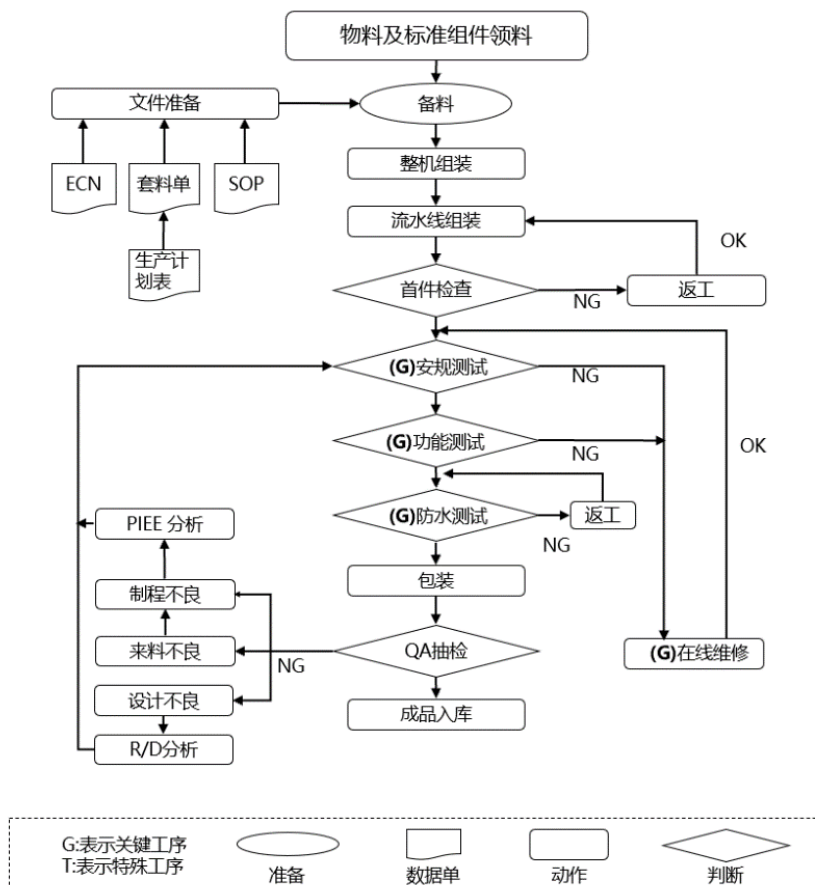 物料及标准组件领料
文件准备
备料
ECN
套料单
SOP
整机组装
生产计
划表
流水线组装
OK
首件检查
NG
返工
(G)安规测试
NG
(G)功能测试
NG
OK
(G)防水测试
返工
NG
PIEE 分析
包装
制程不良
来料不良
NG
QA抽检
(G)在线维修
设计不良
成品入库
R/D分析
G:表示关键工序
T:表示特殊工序
准备
数据单
动作
判断